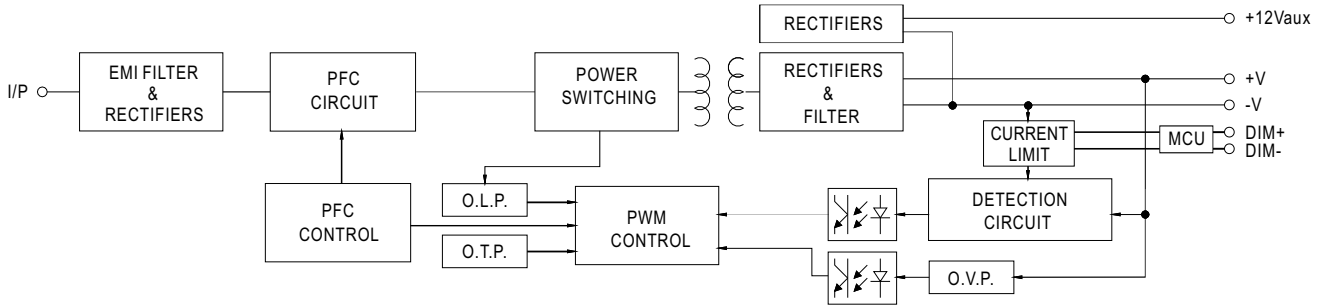 RECTIFIERS
+12Vaux
I/P
EMI FILTER
&
RECTIFIERS
PFC
CIRCUIT
POWER
SWITCHING
RECTIFIERS
&
FILTER
+V
-V
CURRENT
LIMIT
MCU
DIM+
DIM-
PFC
CONTROL
O.L.P.
O.T.P.
PWM
CONTROL
DETECTION
CIRCUIT
O.V.P.